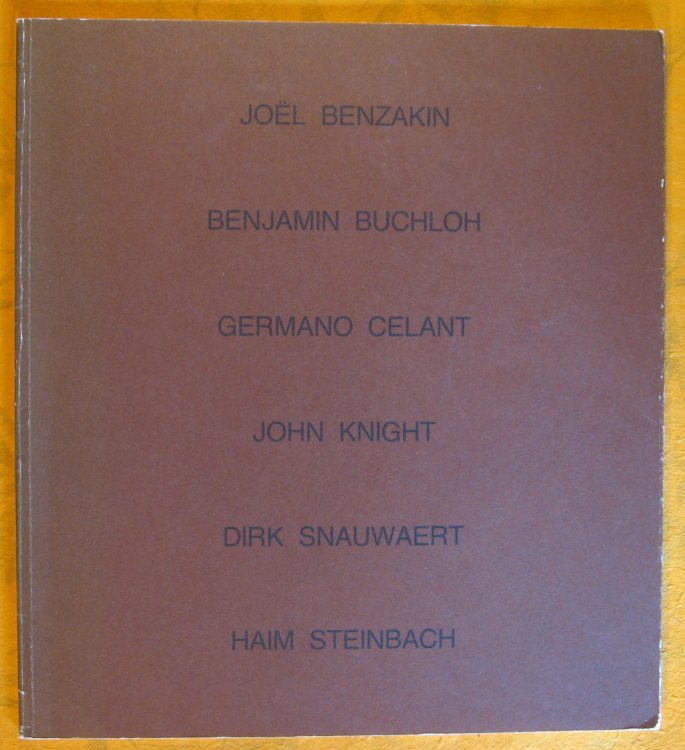 JOËL BENZAKIN
BENJAMIN BUCHLOH
GERMANO CELANT
JOHN KNIGHT
DIRK SNAUWAERT
HAIM STEINBACH